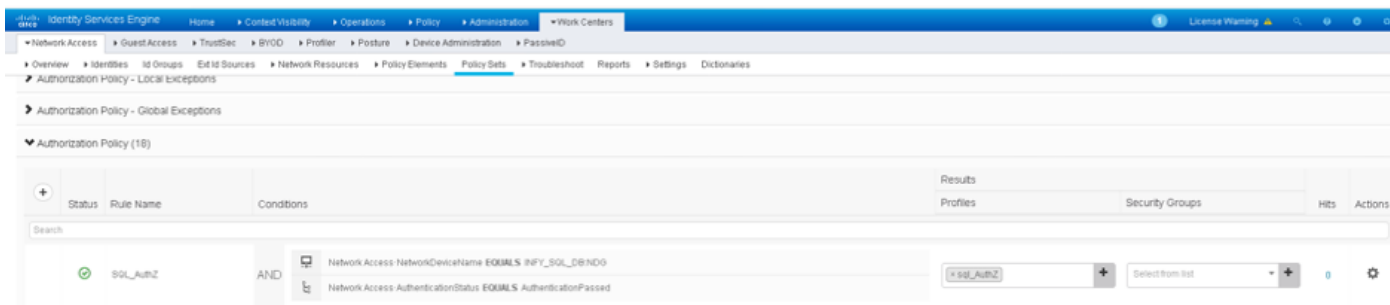 cisco Identity Services Engine Home Context Visibility Operations Policy Administration Work Centers 1 License Warning
Network Access Guest Access TrustSec BYOD Profiler Posture Device Administration PassiveID
Overview Identities Id Groups Ext Id Sources Network Resources Policy Elements Policy Sets Troubleshoot Reports Settings Dictionaries
Authorization Policy - Local Exceptions
Authorization Policy - Global Exceptions
Authorization Policy (18)
Results
+ Status Rule Name Conditions Profiles Security Groups Hits Actions
Search
SQL_AuthZ AND Network Access·NetworkDeviceName EQUALS INFY_SQL_DB:NDG × sql_AuthZ + Select from list + 0
Network Access·AuthenticationStatus EQUALS AuthenticationPassed